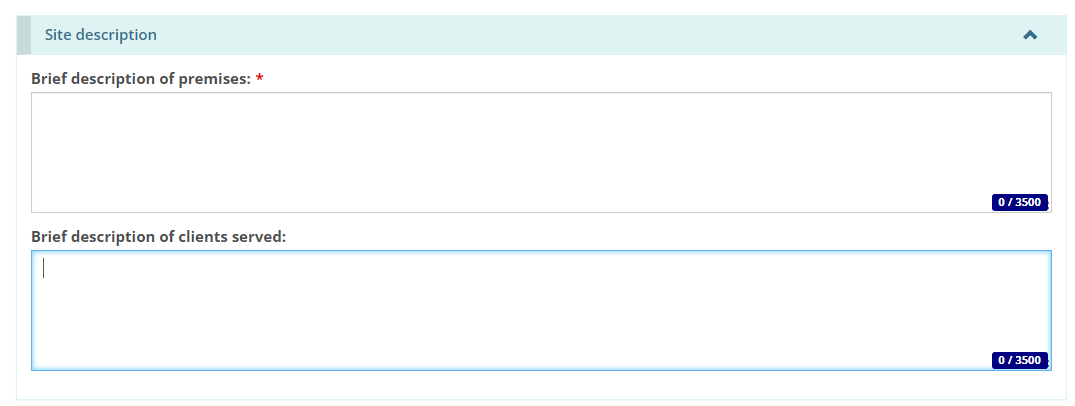 Site description
Brief description of premises: *
0 / 3500
Brief description of clients served:
0 / 3500